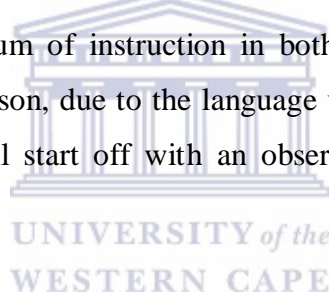 um of instruction in both
son, due to the language
l start off with an obser
UNIVERSITY of the
WESTERN CAPE